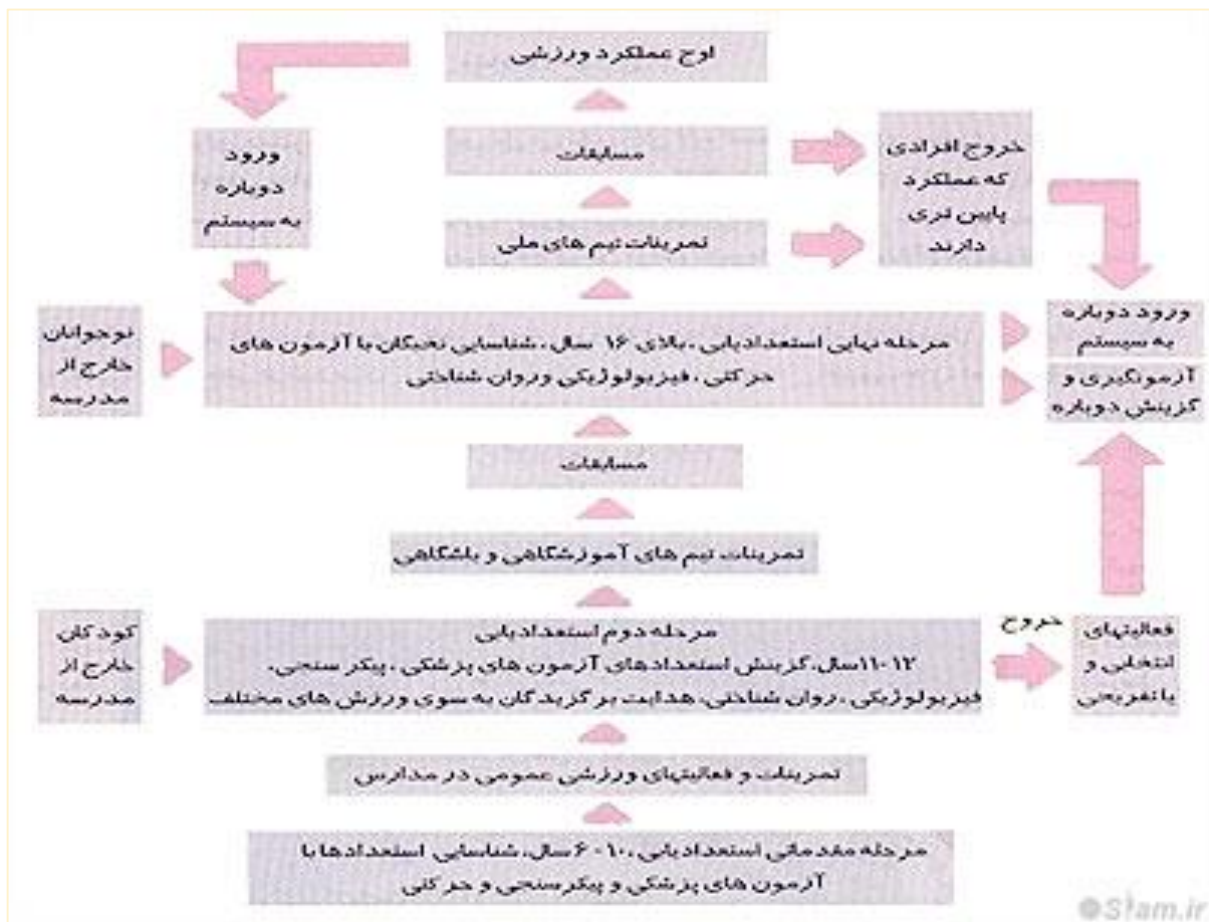 اوج عملکرد ورزشی
ورود
دوباره
به سیستم
مسابقات
خروج افرادی
که عملکرد
پایین تری
دارند
تمرینات تیم های ملی
نوجوانان
خارج از
مدرسه
مرحله نهایی استعدادیابی، بالای ۱۶ سال، شناسایی نخبگان با آزمون های
حرکتی، فیزیولوژیکی و روان شناختی
ورود دوباره
به سیستم
آزمونگیری و
گزینش دوباره
مسابقات
تمرینات تیم های آموزشگاهی و باشگاهی
کودکان
خارج از
مدرسه
مرحله دوم استعدادیابی
۱۱-۱۲سال،گزینش استعدادهای آزمون های پزشکی، پیکر سنجی،
فیزیولوژیکی، روان شناختی، هدایت برگزیدگان به سوی ورزش های مختلف
خروج
فعالیتهای
انتخابی و
یا تفریحی
تمرینات و فعالیتهای ورزشی عمومی در مدارس
مرحله مقدماتی استعدادیابی، ۱۰-۶ سال، شناسایی استعدادها با
آزمون های پزشکی و پیکرسنجی و حرکتی